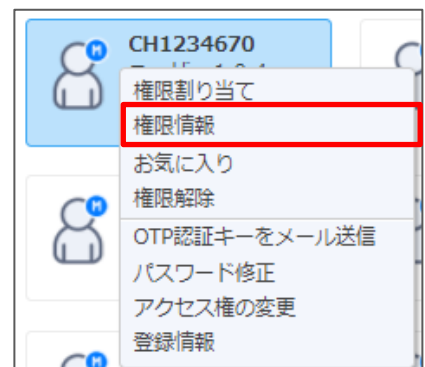 CH1234670
権限割り当て
権限情報
お気に入り
権限解除
OTP認証キーをメール送信
パスワード修正
アクセス権の変更
登録情報